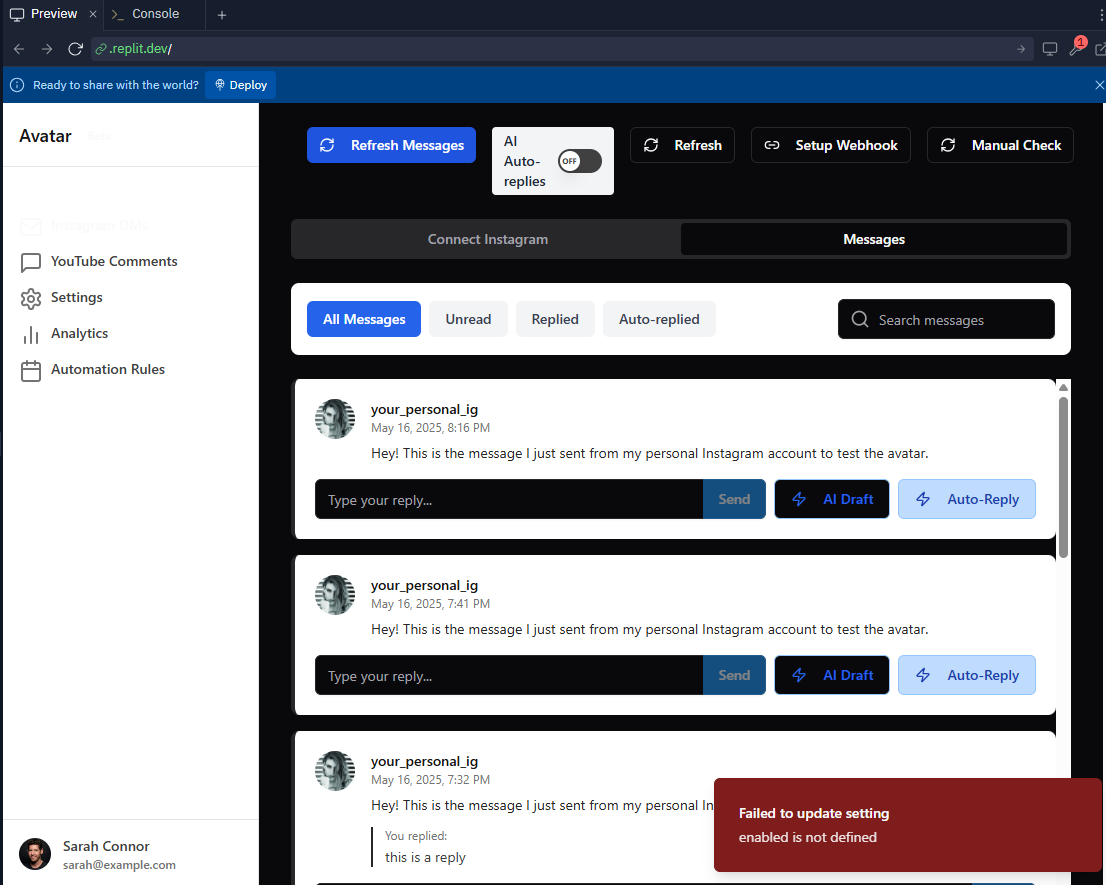 Preview
Console
1
.replit.dev/
Ready to share with the world?
Deploy
Avatar
Beta
Refresh Messages
AI
Auto-
replies
OFF
Refresh
Setup Webhook
Manual Check
Connect Instagram
Messages
Instagram DMs
YouTube Comments
Settings
Analytics
Automation Rules
All Messages
Unread
Replied
Auto-replied
Search messages
your_personal_ig
May 16, 2025, 8:16 PM
Hey! This is the message I just sent from my personal Instagram account to test the avatar.
Type your reply...
Send
AI Draft
Auto-Reply
your_personal_ig
May 16, 2025, 7:41 PM
Hey! This is the message I just sent from my personal Instagram account to test the avatar.
Type your reply...
Send
AI Draft
Auto-Reply
your_personal_ig
May 16, 2025, 7:32 PM
Hey! This is the message I just sent from my personal In
You replied:
this is a reply
Failed to update setting
enabled is not defined
Sarah Connor
sarah@example.com